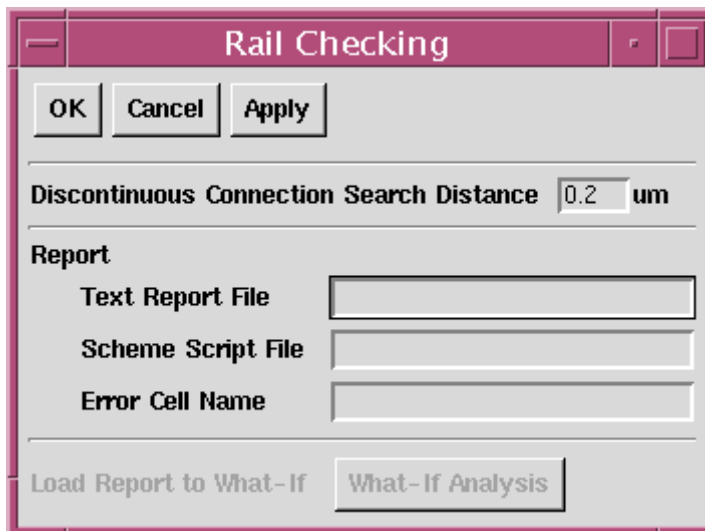 Rail Checking
OK Cancel Apply
Discontinuous Connection Search Distance 0.2 um
Report
Text Report File
Scheme Script File
Error Cell Name
Load Report to What-If What-If Analysis